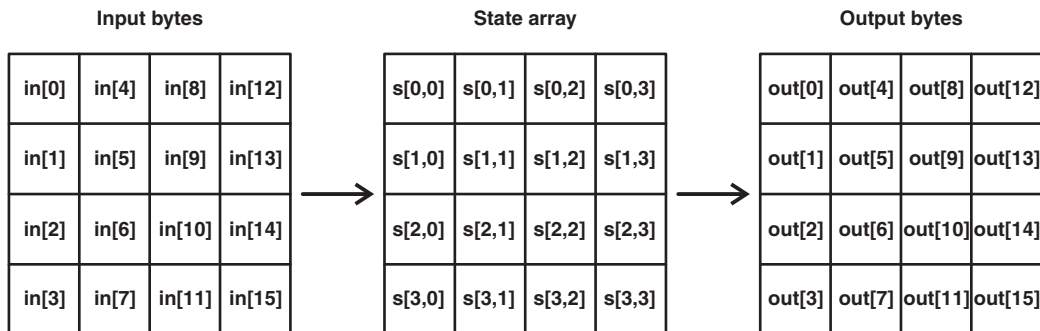 Input bytes State array Output bytes
in[0] in[4] in[8] in[12] s[0,0] s[0,1] s[0,2] s[0,3] out[0] out[4] out[8] out[12]
in[1] in[5] in[9] in[13] s[1,0] s[1,1] s[1,2] s[1,3] out[1] out[5] out[9] out[13]
in[2] in[6] in[10] in[14] s[2,0] s[2,1] s[2,2] s[2,3] out[2] out[6] out[10] out[14]
in[3] in[7] in[11] in[15] s[3,0] s[3,1] s[3,2] s[3,3] out[3] out[7] out[11] out[15]